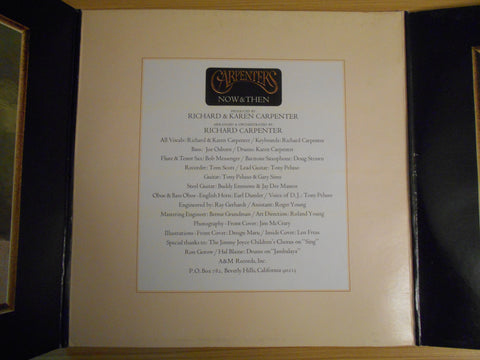 CARPENTERS
NOW & THEN
PRODUCED BY
RICHARD & KAREN CARPENTER
ARRANGED & ORCHESTRATED BY
RICHARD CARPENTER
All Vocals: Richard & Karen Carpenter / Keyboards: Richard Carpenter
Bass: Joe Osborn / Drums: Karen Carpenter
Flute & Tenor Sax: Bob Messenger / Baritone Saxophone: Doug Strawn
Recorder: Tom Scott / Lead Guitar: Tony Peluso
Guitar: Tony Peluso & Gary Sims
Steel Guitar: Buddy Emmons & Jay Dee Maness
Oboe & Bass Oboe - English Horn: Earl Dumler / Voice of D.J.: Tony Peluso
Engineered by: Ray Gerhardt / Assistant: Roger Young
Mastering Engineer: Bernie Grundman / Art Direction: Roland Young
Photography - Front Cover: Jim McCrary
Illustrations - Front Cover: Design Maru / Inside Cover: Len Freas
Special thanks to: The Jimmy Joyce Children's Chorus on "Sing"
Ron Gorow / Hal Blaine: Drums on "Jambalaya"
A&M Records, Inc.
P.O. Box 782, Beverly Hills, California 90213